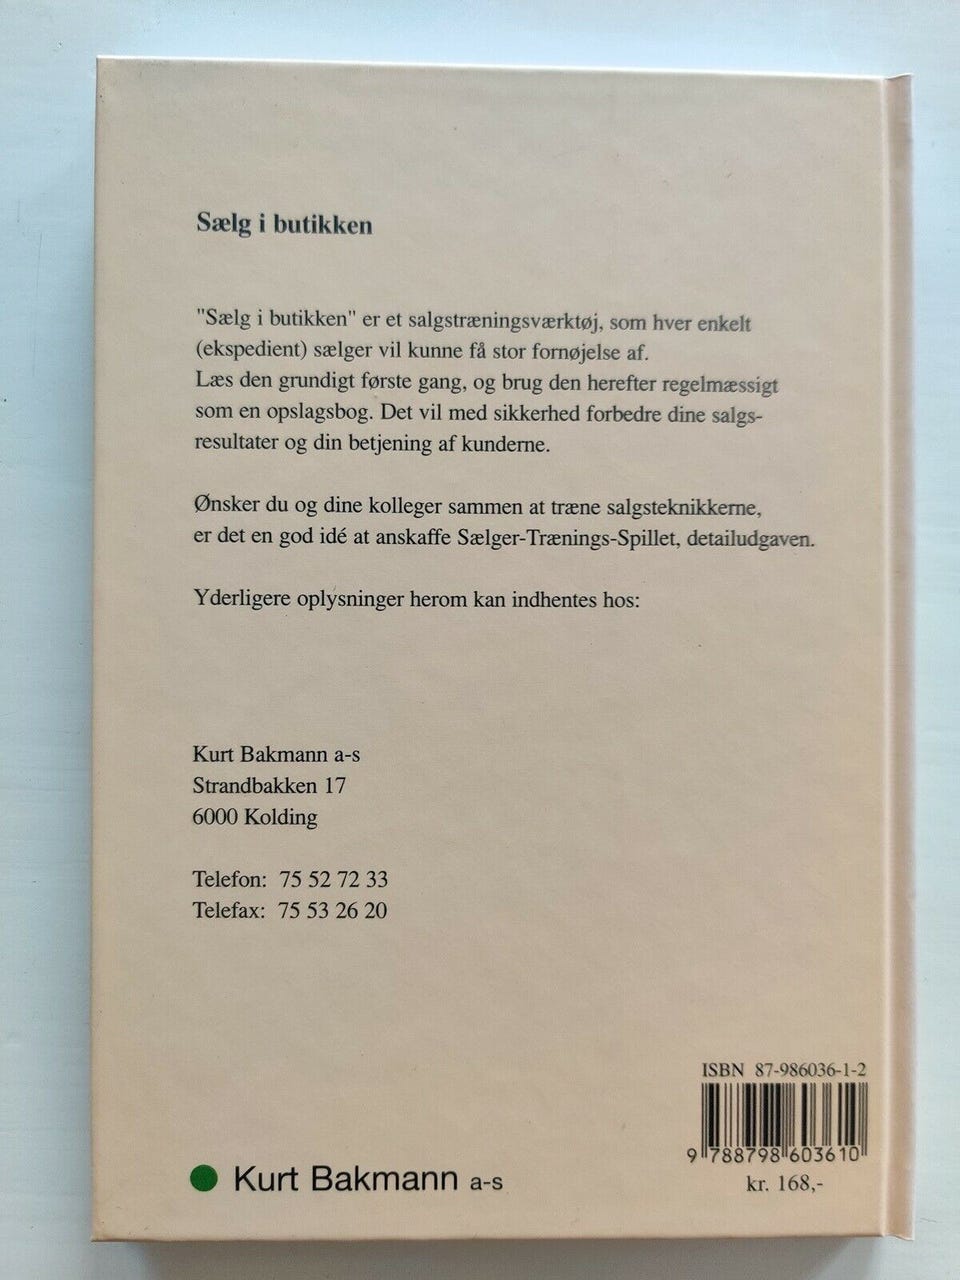 Sælg i butikken
"Sælg i butikken" er et salgstræningsværktøj, som hver enkelt
(ekspedient) sælger vil kunne få stor fornøjelse af.
Læs den grundigt første gang, og brug den herefter regelmæssigt
som en opslagsbog. Det vil med sikkerhed forbedre dine salgs-
resultater og din betjening af kunderne.
Ønsker du og dine kolleger sammen at træne salgsteknikkerne,
er det en god idé at anskaffe Sælger-Trænings-Spillet, detailudgaven.
Yderligere oplysninger herom kan indhentes hos:
Kurt Bakmann a-s
Strandbakken 17
6000 Kolding
Telefon: 75 52 72 33
Telefax: 75 53 26 20
ISBN 87-986036-1-2
9 788798 603610
kr. 168,-
Kurt Bakmann a-s